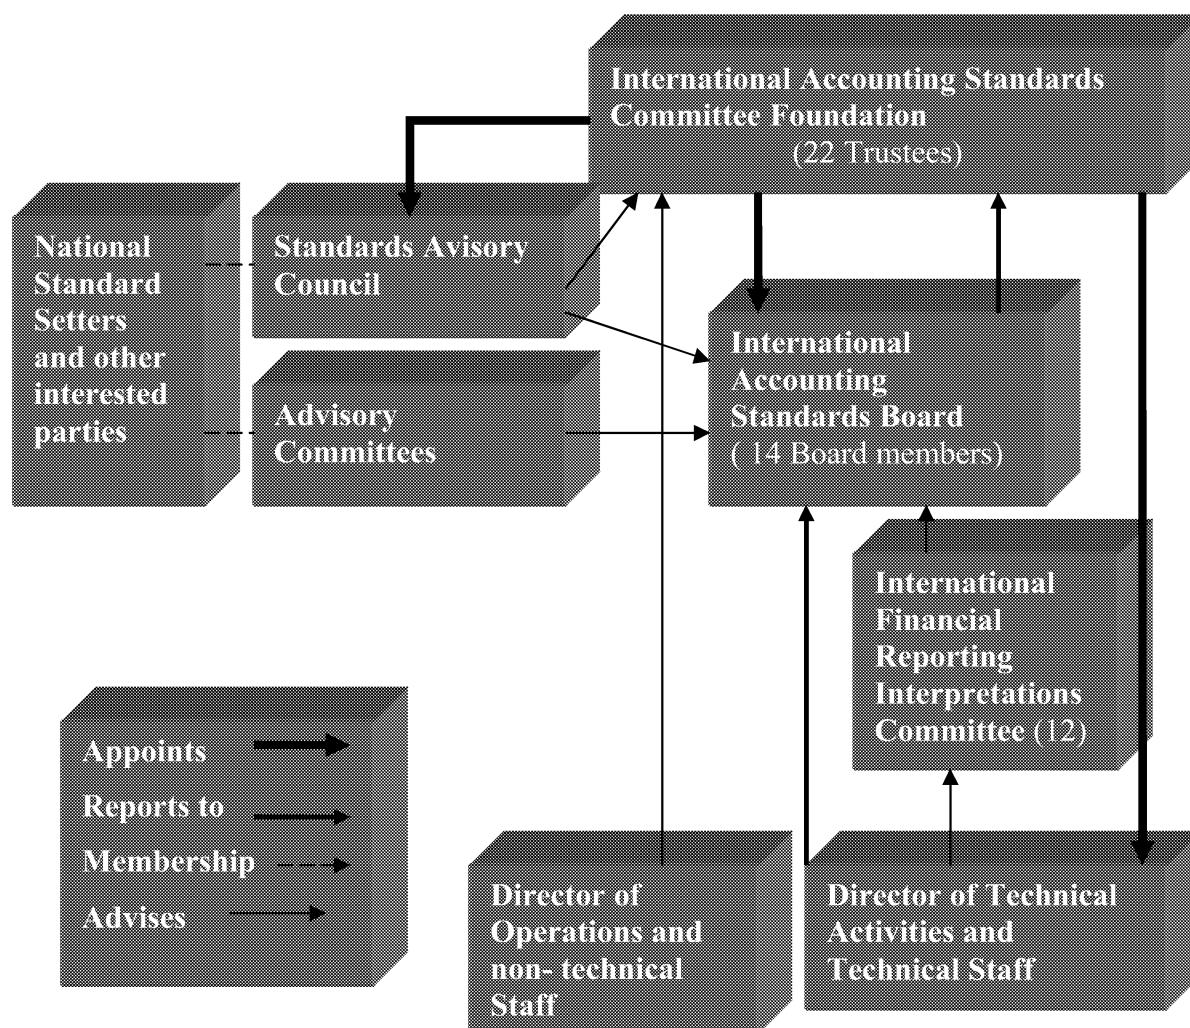 International Accounting Standards
Committee Foundation
(22 Trustees)
National
Standard
Setters
and other
interested
parties
Standards Avisory
Council
Advisory
Committees
International
Accounting
Standards Board
( 14 Board members)
International
Financial
Reporting
Interpretations
Committee (12)
Appoints
Reports to
Membership
Advises
Director of
Operations and
non- technical
Staff
Director of Technical
Activities and
Technical Staff